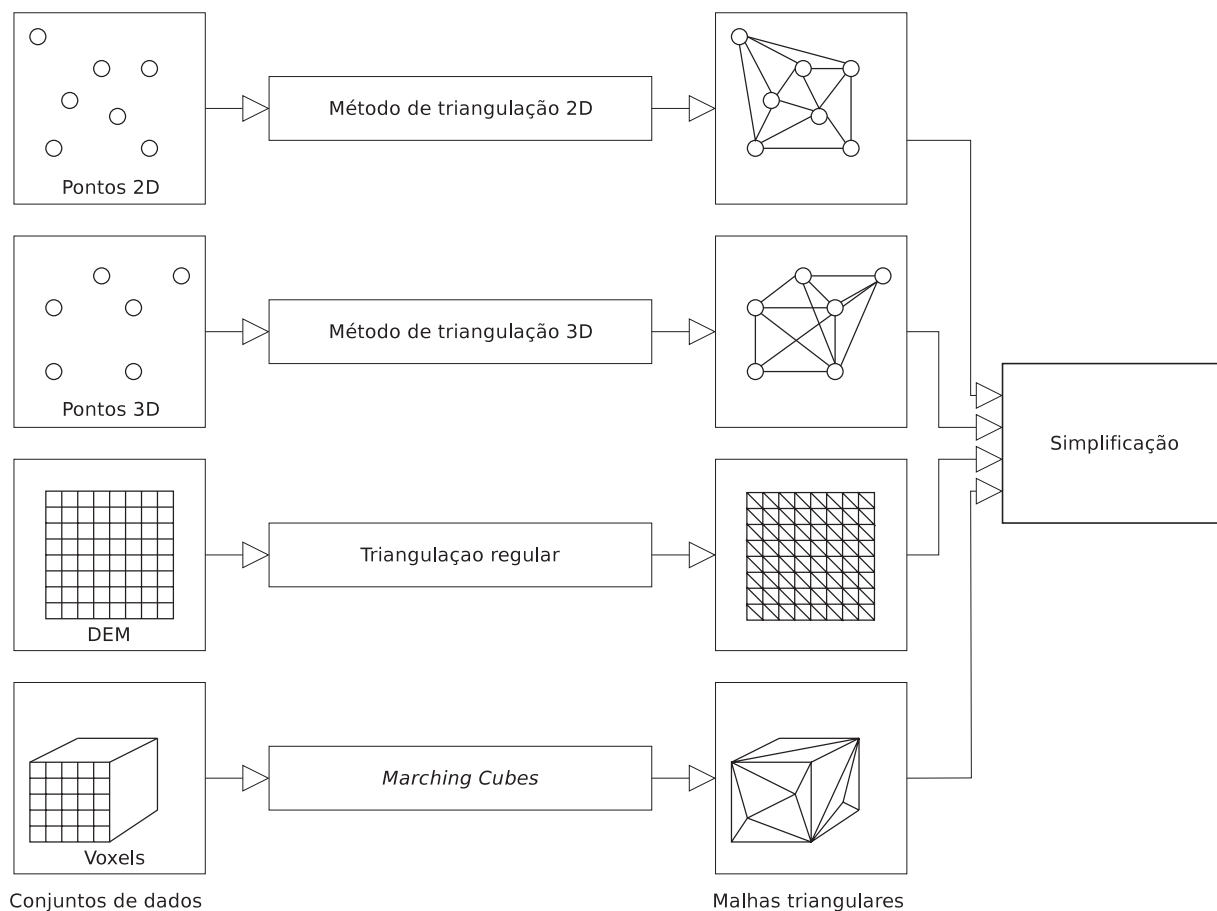 Pontos 2D
Método de triangulação 2D
Pontos 3D
Método de triangulação 3D
Simplificação
DEM
Triangulaçao regular
Voxels
Marching Cubes
Conjuntos de dados
Malhas triangulares